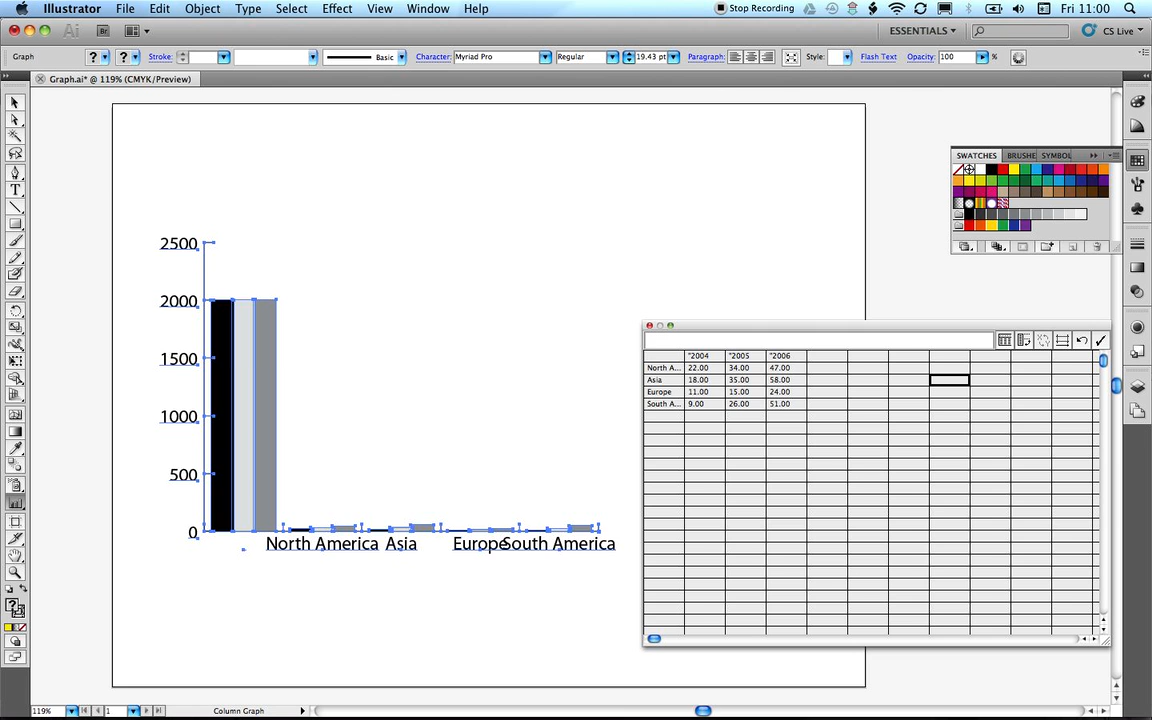 Illustrator File Edit Object Type Select Effect View Window Help Stop Recording Fri 11:00
Ai Br ESSENTIALS CS Live
Graph ? ? Stroke: Basic Character: Myriad Pro Regular 19.43 pt Paragraph: Style: Flash Text Opacity: 100 %
Graph.ai* @ 119% (CMYK/Preview)
SWATCHES BRUSHE SYMBOL
2500
2000
1500
1000
500
0
North America Asia Europe South America
"2004 "2005 "2006
North A... 22.00 34.00 47.00
Asia 18.00 35.00 58.00
Europe 11.00 15.00 24.00
South A... 9.00 26.00 51.00
119% 1 Column Graph